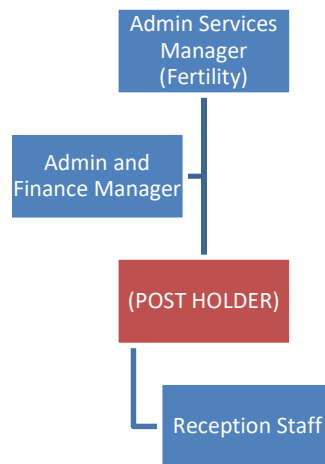 Admin Services
Manager
(Fertility)
Admin and
Finance Manager
(POST HOLDER)
Reception Staff